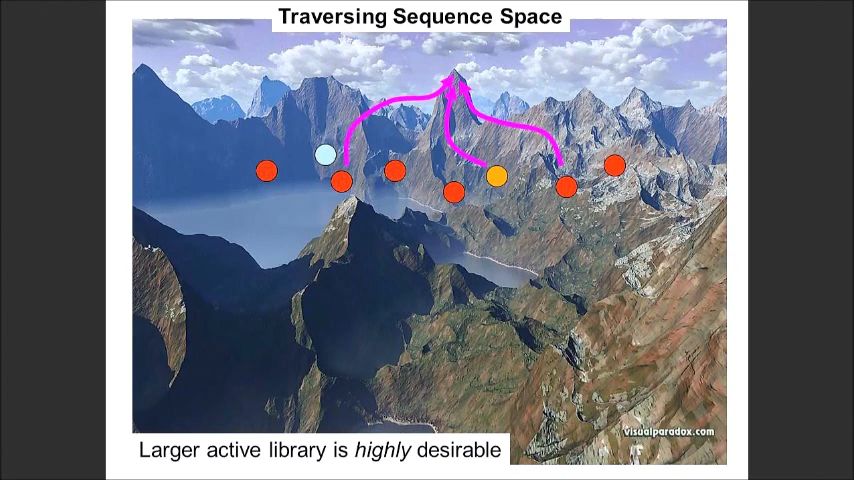 Traversing Sequence Space
visualparadox.com
Larger active library is highly desirable